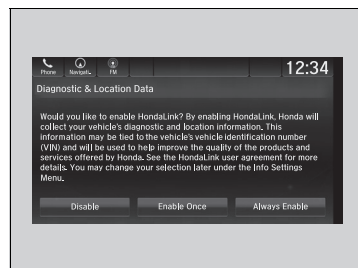 12:34
Phone Navigati.. FM
Diagnostic & Location Data
Would you like to enable HondaLink? By enabling HondaLink, Honda will
collect your vehicle's diagnostic and location information. This
information may be tied to the vehicle's vehicle identification number
(VIN) and will be used to help improve the quality of the products and
services offered by Honda. See the HondaLink user agreement for more
details. You may change your selection later under the Info Settings
Menu.
Disable Enable Once Always Enable